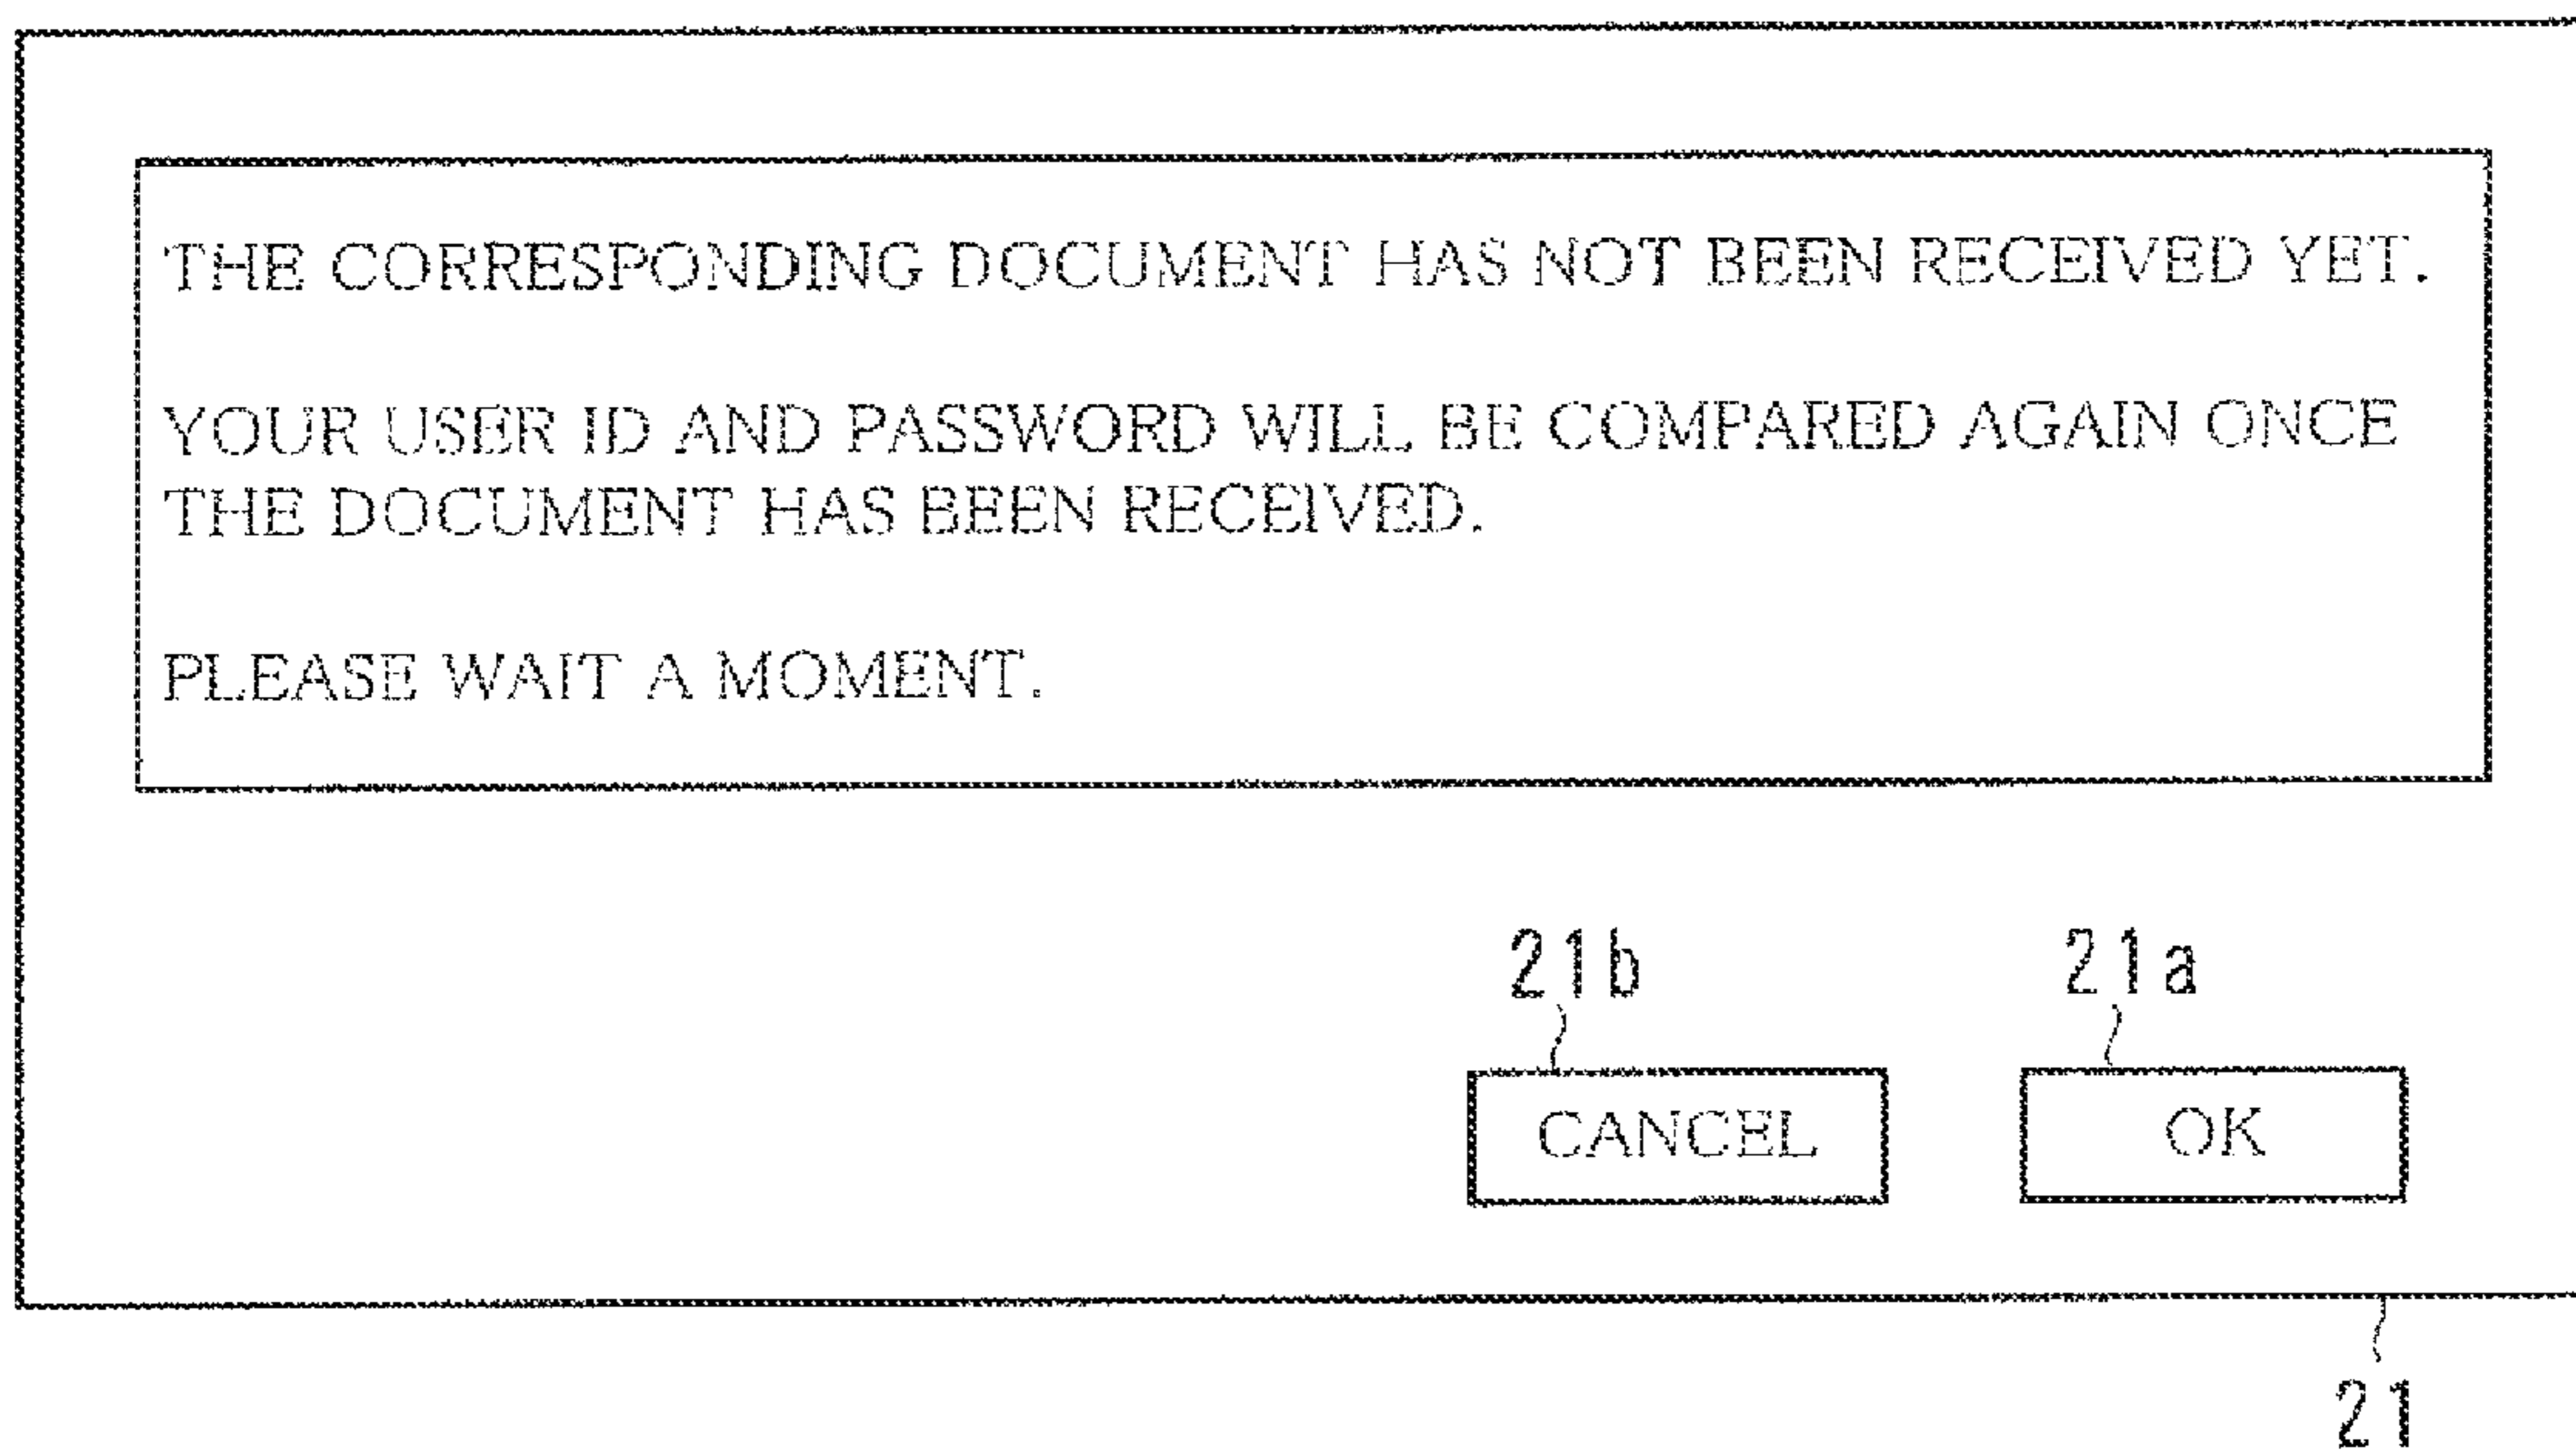 THE CORRESPONDING DOCUMENT HAS NOT BEEN RECEIVED YET.
YOUR USER ID AND PASSWORD WILL BE COMPARED AGAIN ONCE
THE DOCUMENT HAS BEEN RECEIVED.
PLEASE WAIT A MOMENT.
21b 21a
CANCEL OK
21